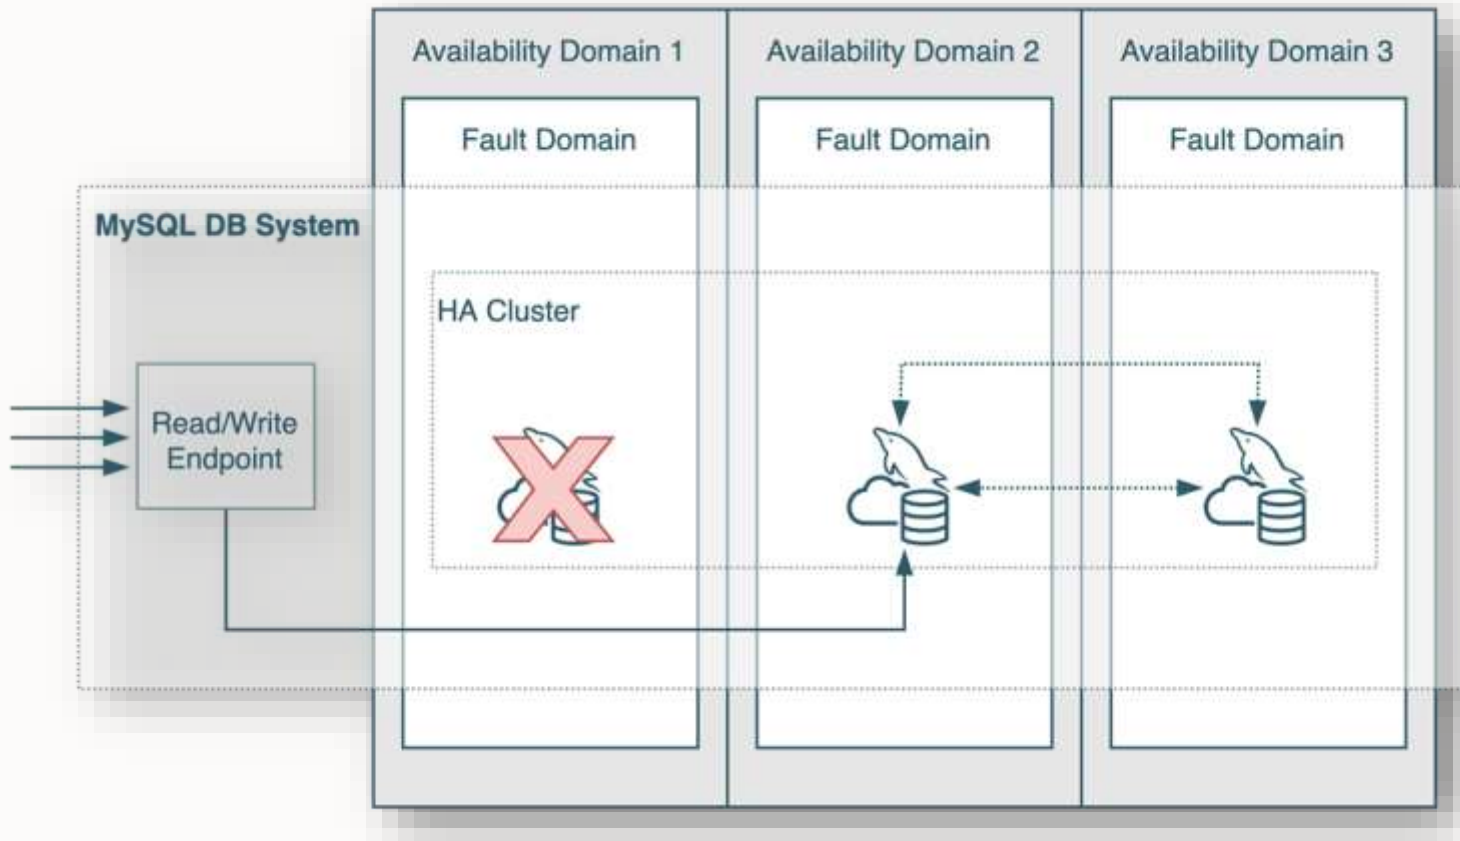 Availability Domain 1
Availability Domain 2
Availability Domain 3
Fault Domain
Fault Domain
Fault Domain
MySQL DB System
HA Cluster
Read/Write
Endpoint